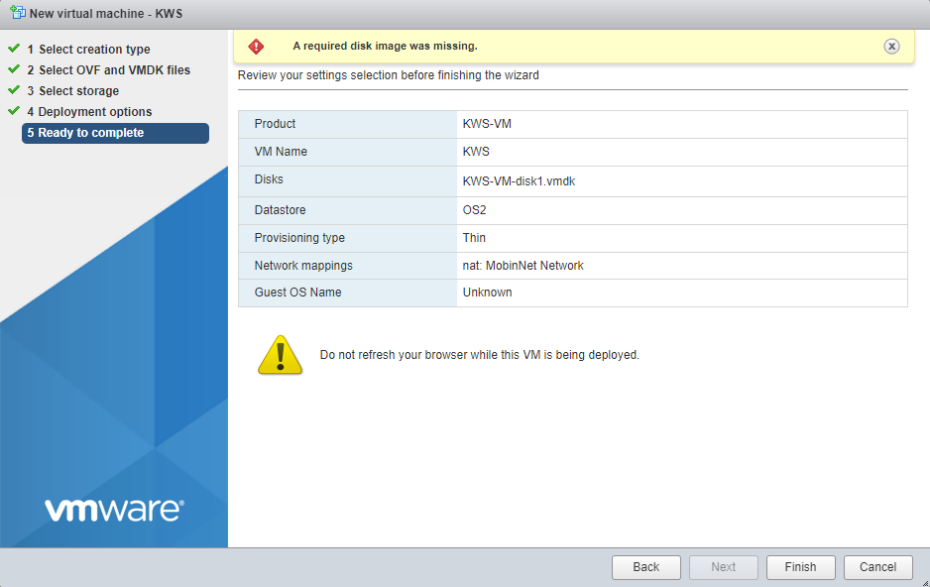 New virtual machine - KWS
1 Select creation type
2 Select OVF and VMDK files
3 Select storage
4 Deployment options
5 Ready to complete
A required disk image was missing.
Review your settings selection before finishing the wizard
Product KWS-VM
VM Name KWS
Disks KWS-VM-disk1.vmdk
Datastore OS2
Provisioning type Thin
Network mappings nat: MobinNet Network
Guest OS Name Unknown
Do not refresh your browser while this VM is being deployed.
vmware®
Back Next Finish Cancel